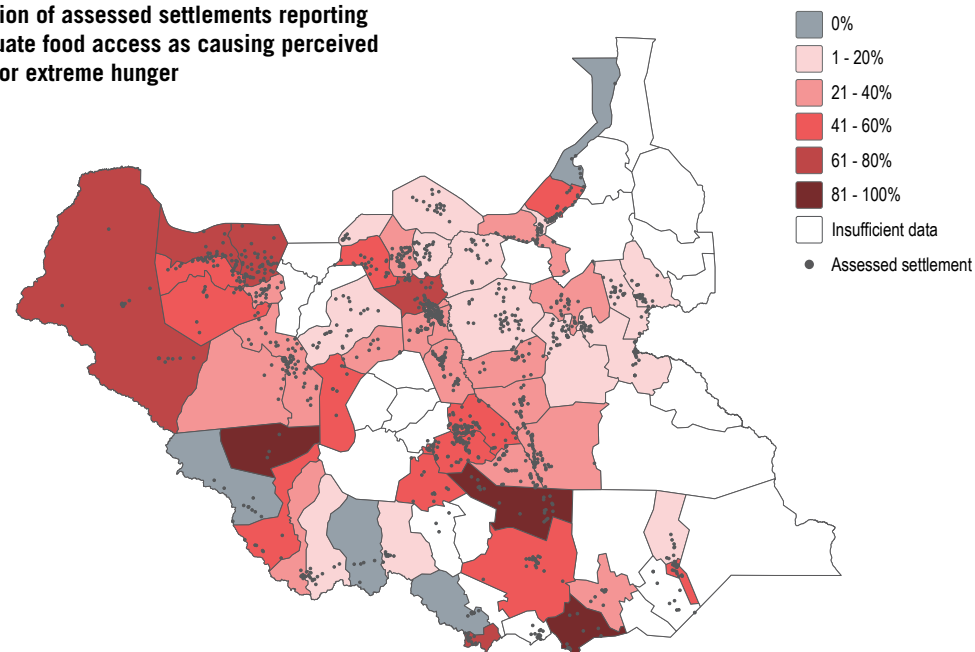 ion of assessed settlements reporting
uate food access as causing perceived
or extreme hunger
0%
1 - 20%
21 - 40%
41 - 60%
61 - 80%
81 - 100%
Insufficient data
Assessed settlement